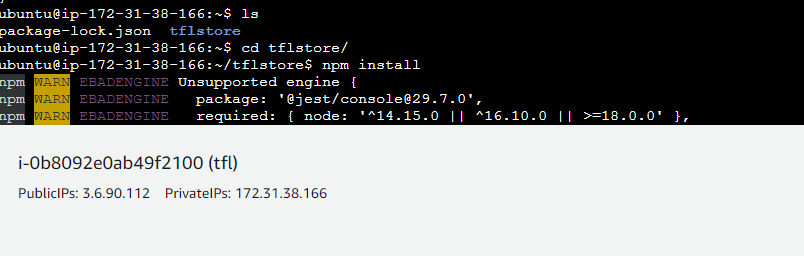 ubuntu@ip-172-31-38-166:~$ ls
package-lock.json  tflstore
ubuntu@ip-172-31-38-166:~$ cd tflstore/
ubuntu@ip-172-31-38-166:~/tflstore$ npm install
npm WARN EBADENGINE Unsupported engine {
npm WARN EBADENGINE   package: '@jest/console@29.7.0',
npm WARN EBADENGINE   required: { node: '^14.15.0 || ^16.10.0 || >=18.0.0' },
i-0b8092e0ab49f2100 (tfl)
PublicIPs: 3.6.90.112  PrivateIPs: 172.31.38.166